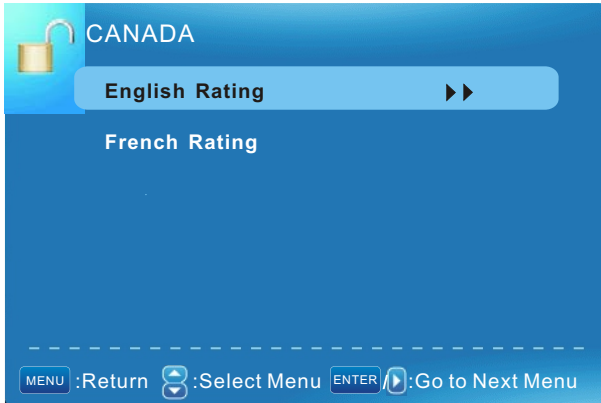 CANADA
English Rating
French Rating
MENU :Return :Select Menu ENTER / :Go to Next Menu